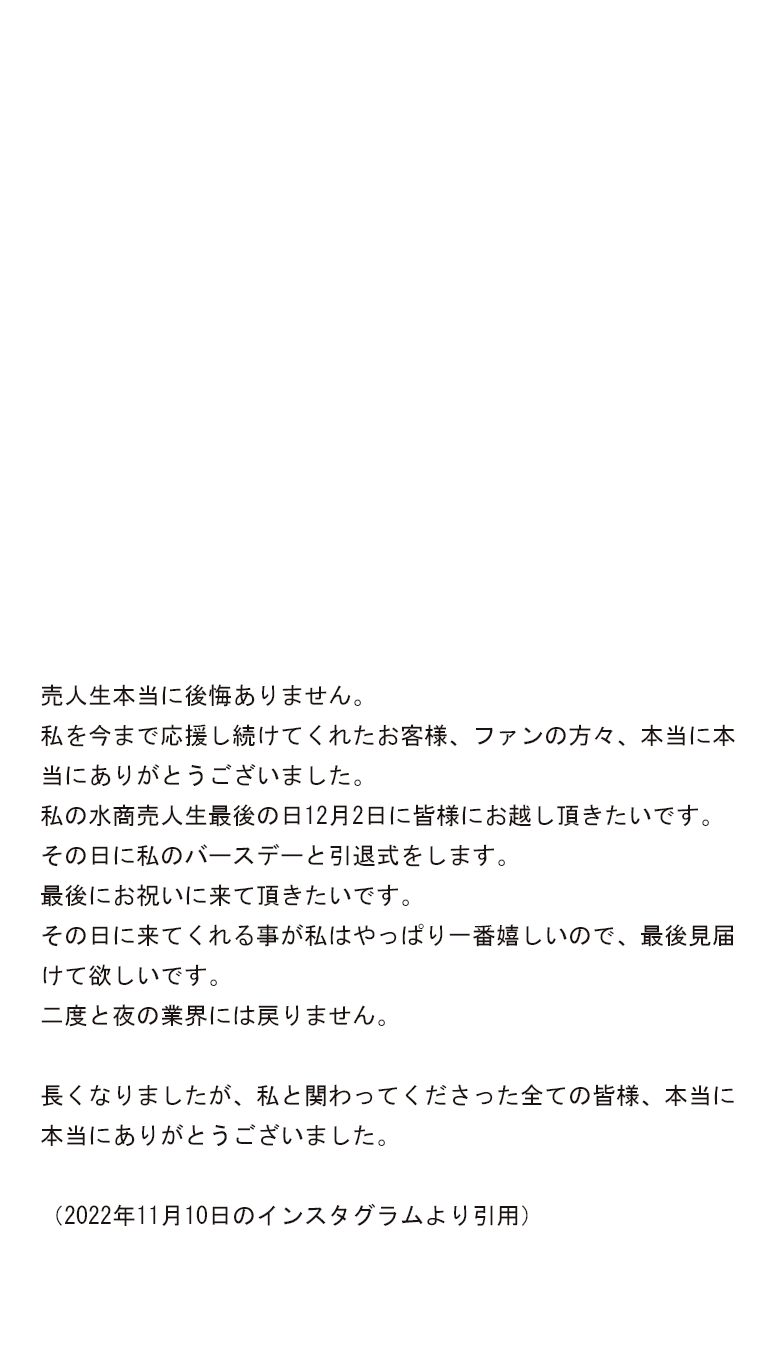 売人生本当に後悔ありません。
私を今まで応援し続けてくれたお客様、ファンの方々、本当に本
当にありがとうございました。
私の水商売人生最後の日12月2日に皆様にお越し頂きたいです。
その日に私のバースデーと引退式をします。
最後にお祝いに来て頂きたいです。
その日に来てくれる事が私はやっぱり一番嬉しいので、最後見届
けて欲しいです。
二度と夜の業界には戻りません。
長くなりましたが、私と関わってくださった全ての皆様、本当に
本当にありがとうございました。
（2022年11月10日のインスタグラムより引用）